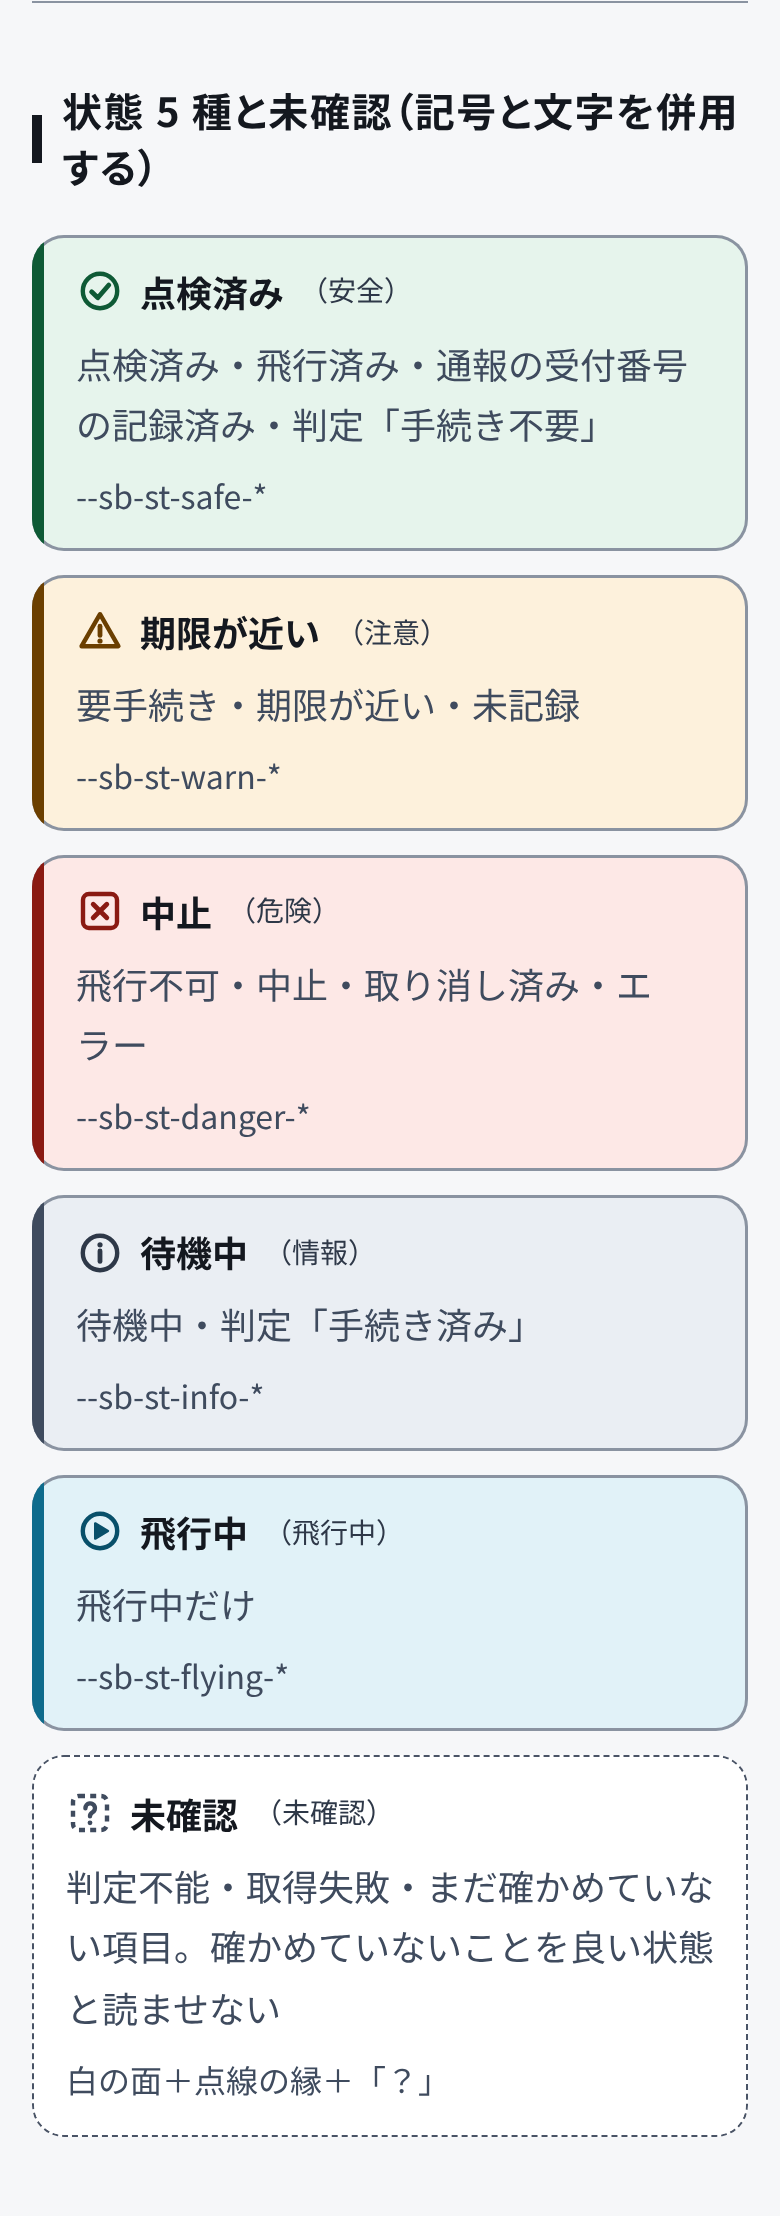 状態 5 種と未確認（記号と文字を併用
する）
点検済み （安全）
点検済み・飛行済み・通報の受付番号
の記録済み・判定「手続き不要」
--sb-st-safe-*
期限が近い （注意）
要手続き・期限が近い・未記録
--sb-st-warn-*
中止 （危険）
飛行不可・中止・取り消し済み・エ
ラー
--sb-st-danger-*
待機中 （情報）
待機中・判定「手続き済み」
--sb-st-info-*
飛行中 （飛行中）
飛行中だけ
--sb-st-flying-*
? 未確認 （未確認）
判定不能・取得失敗・まだ確かめていな
い項目。確かめていないことを良い状態
と読ませない
白の面＋点線の縁＋「？」